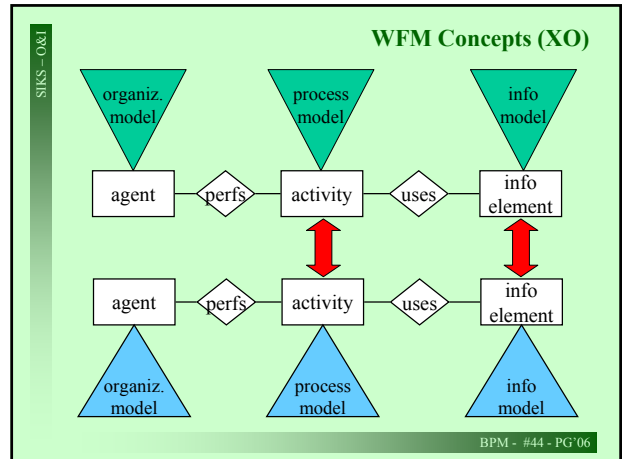 WFM Concepts (XO)
SIKS – O&I
organiz.
model
process
model
info
model
agent
perfs
activity
uses
info
element
agent
perfs
activity
uses
info
element
organiz.
model
process
model
info
model
BPM - #44 - PG'06